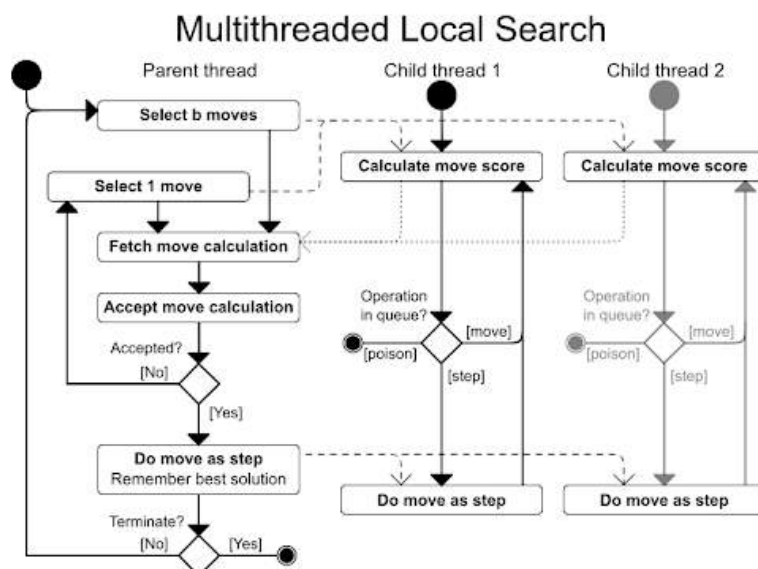 Multithreaded Local Search
Parent thread
Child thread 1
Child thread 2
Select b moves
Calculate move score
Calculate move score
Select 1 move
Fetch move calculation
Accept move calculation
Operation
in queue?
[move]
[poison]
[step]
Operation
in queue?
[move]
[poison]
[step]
Accepted?
[No]
[Yes]
Do move as step
Remember best solution
Do move as step
Do move as step
Terminate?
[No]
[Yes]